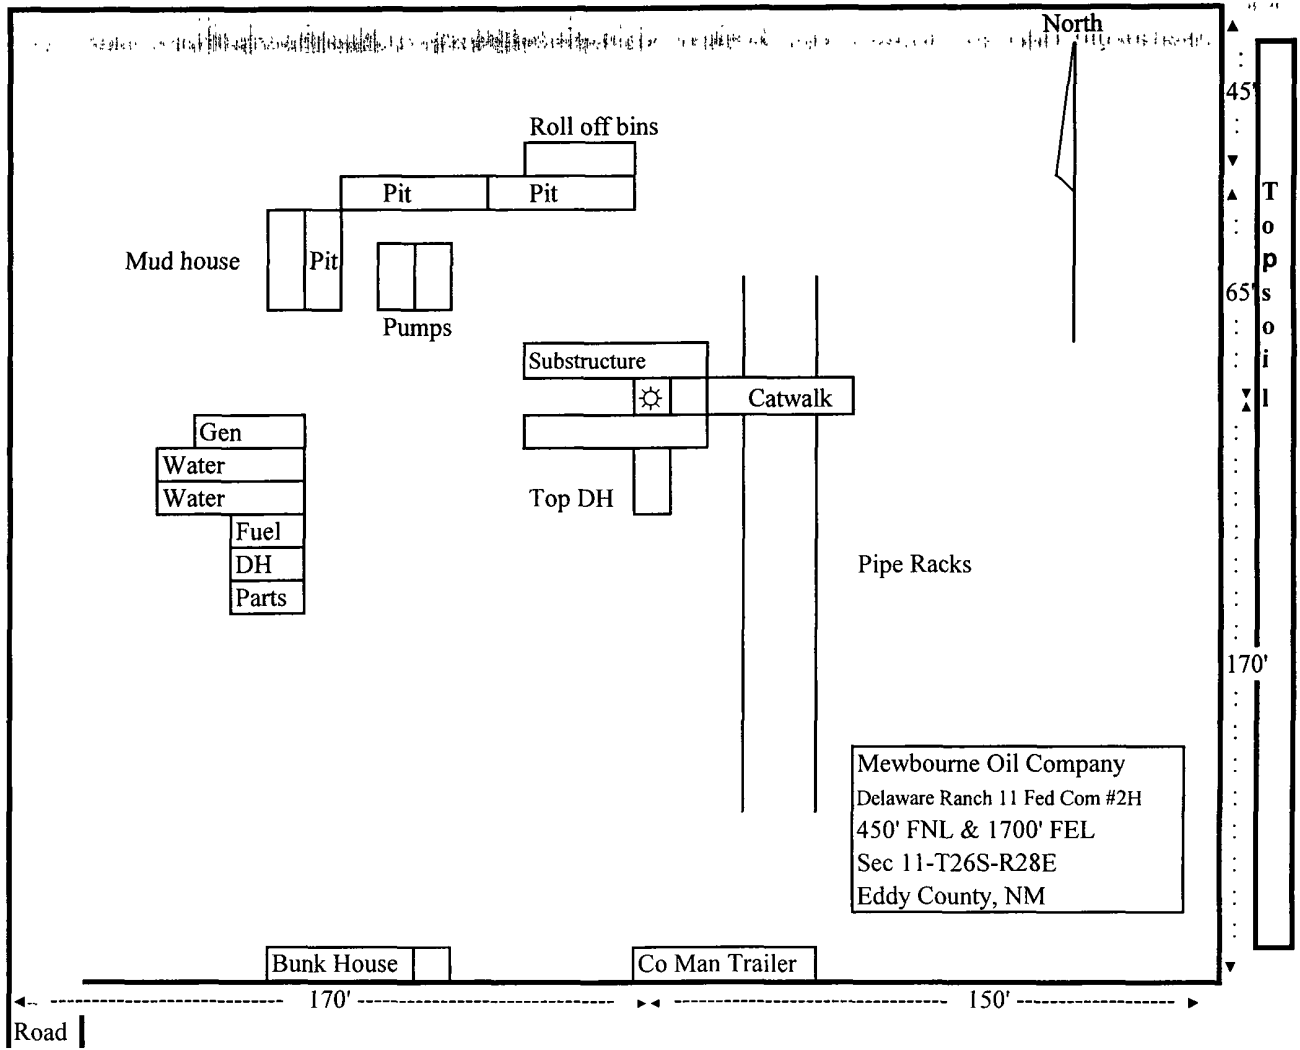 North
45'
Roll off bins
Pit
Pit
Topsoil
Mud house
Pit
65'
Pumps
Substructure
Catwalk
Gen
Water
Water
Top DH
Fuel
DH
Pipe Racks
Parts
170'
Mewbourne Oil Company
Delaware Ranch 11 Fed Com #2H
450' FNL & 1700' FEL
Sec 11-T26S-R28E
Eddy County, NM
Bunk House
Co Man Trailer
170'
150'
Road